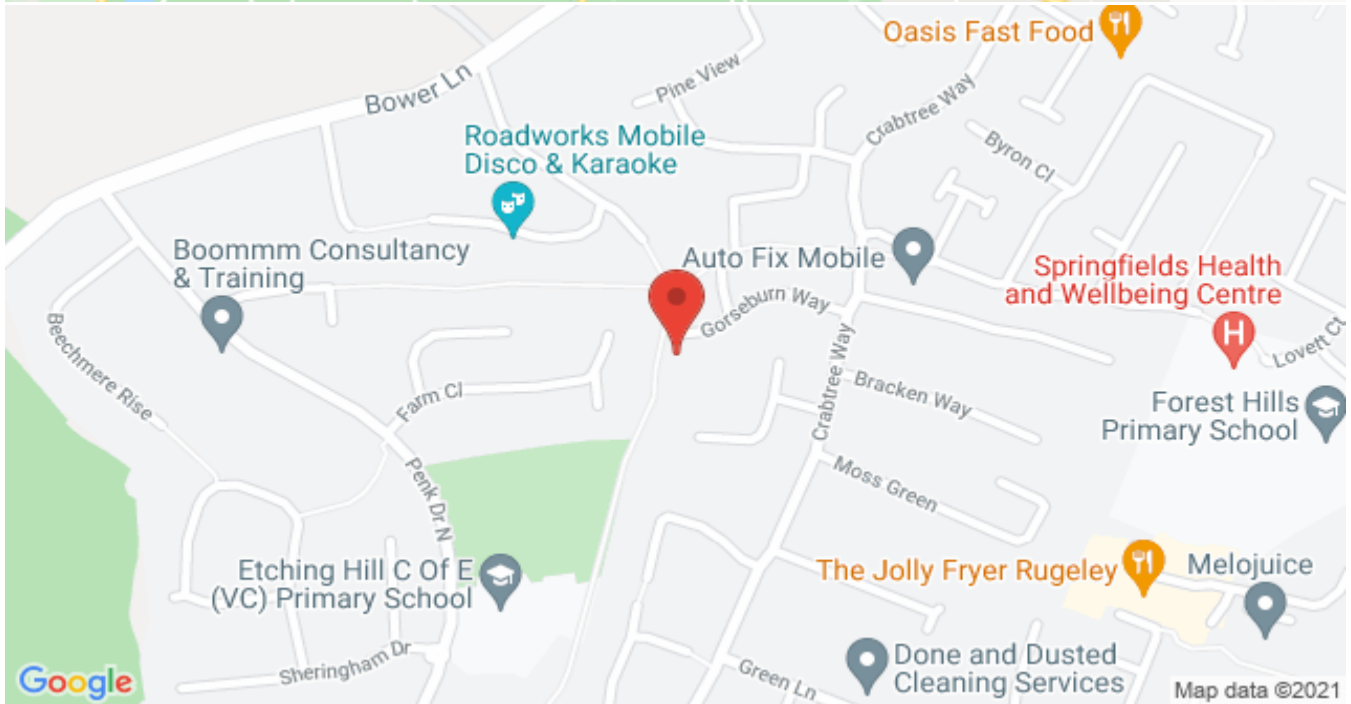 Oasis Fast Food
Bower Ln
Pine View
Crabtree Way
Roadworks Mobile
Disco & Karaoke
Byron Cl
Boommm Consultancy
& Training
Auto Fix Mobile
Springfields Health
and Wellbeing Centre
Gorseburn Way
Lovett Ct
Beechmere Rise
Farm Cl
Crabtree Way
Bracken Way
Forest Hills
Primary School
Penk Dr N
Moss Green
Etching Hill C Of E
(VC) Primary School
The Jolly Fryer Rugeley
Melojuice
Sheringham Dr
Green Ln
Done and Dusted
Cleaning Services
Google
Map data ©2021
H